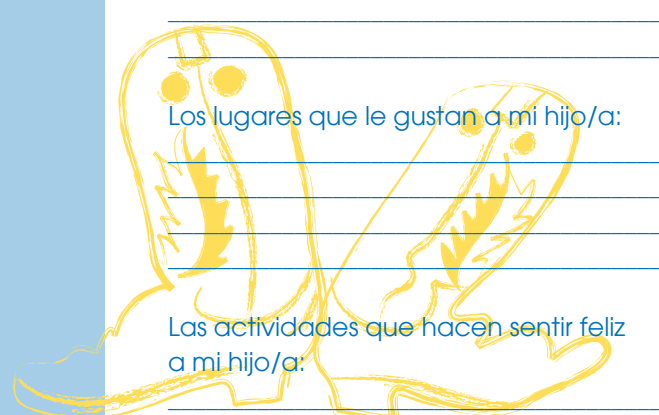 Los lugares que le gustan a mi hijo/a:
Las actividades que hacen sentir feliz
a mi hijo/a: